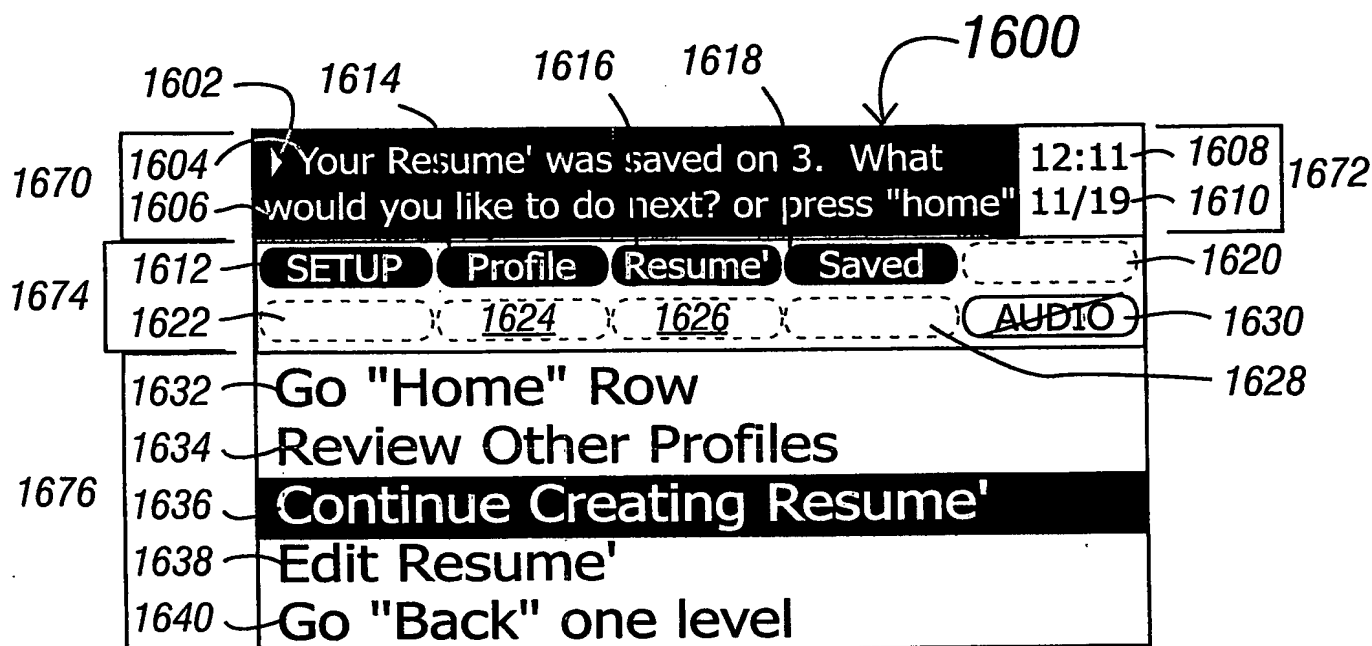 1600
1602 1614 1616 1618
1670 1604 Your Resume' was saved on 3. What 12:11 1608 1672
1606 would you like to do next? or press "home" 11/19 1610
1674 1612 SETUP Profile Resume' Saved 1620
1622 1624 1626 AUDIO 1630
1632 Go "Home" Row 1628
1634 Review Other Profiles
1676 1636 Continue Creating Resume'
1638 Edit Resume'
1640 Go "Back" one level